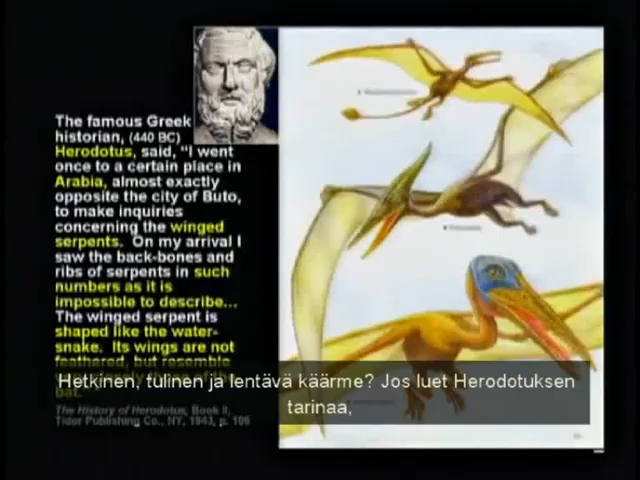 The famous Greek
historian, (440 BC)
Herodotus, said, “I went
once to a certain place in
Arabia, almost exactly
opposite the city of Buto,
to make inquiries
concerning the winged
serpents. On my arrival I
saw the back-bones and
ribs of serpents in such
numbers as it is
impossible to describe...
The winged serpent is
shaped like the water-
snake. Its wings are not
feathered, but resemble
bat.
The History of Herodotus, Book II,
Tudor Publishing Co., NY, 1943, p. 106
Hetkinen, tulinen ja lentävä käärme? Jos luet Herodotuksen
tarinaa,